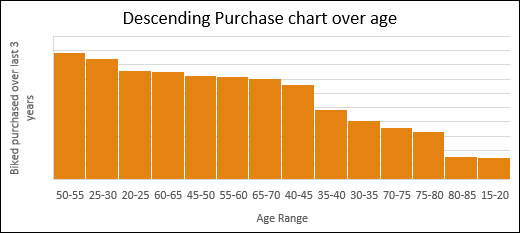 Descending Purchase chart over age
Biked purchased over last 3
years
50-55 25-30 20-25 60-65 45-50 55-60 65-70 40-45 35-40 30-35 70-75 75-80 80-85 15-20
Age Range